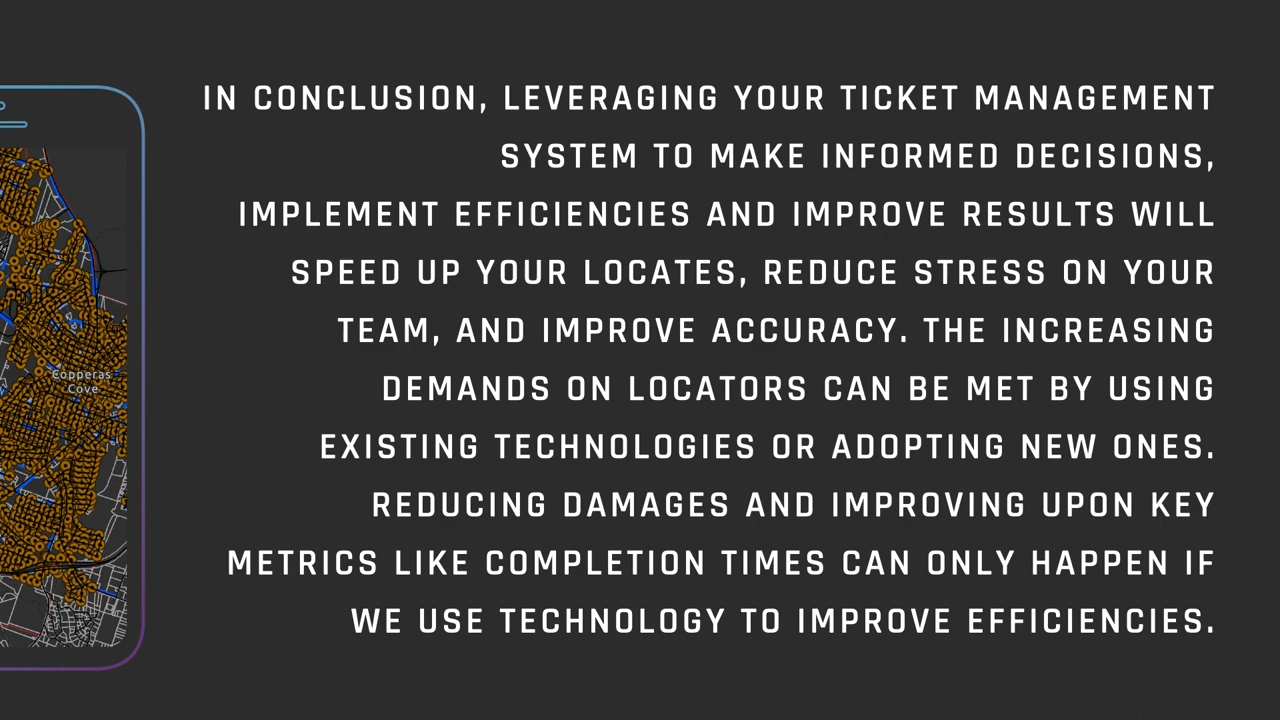 IN CONCLUSION, LEVERAGING YOUR TICKET MANAGEMENT
SYSTEM TO MAKE INFORMED DECISIONS,
IMPLEMENT EFFICIENCIES AND IMPROVE RESULTS WILL
SPEED UP YOUR LOCATES, REDUCE STRESS ON YOUR
TEAM, AND IMPROVE ACCURACY. THE INCREASING
DEMANDS ON LOCATORS CAN BE MET BY USING
EXISTING TECHNOLOGIES OR ADOPTING NEW ONES.
REDUCING DAMAGES AND IMPROVING UPON KEY
METRICS LIKE COMPLETION TIMES CAN ONLY HAPPEN IF
WE USE TECHNOLOGY TO IMPROVE EFFICIENCIES.
Copperas
Cove